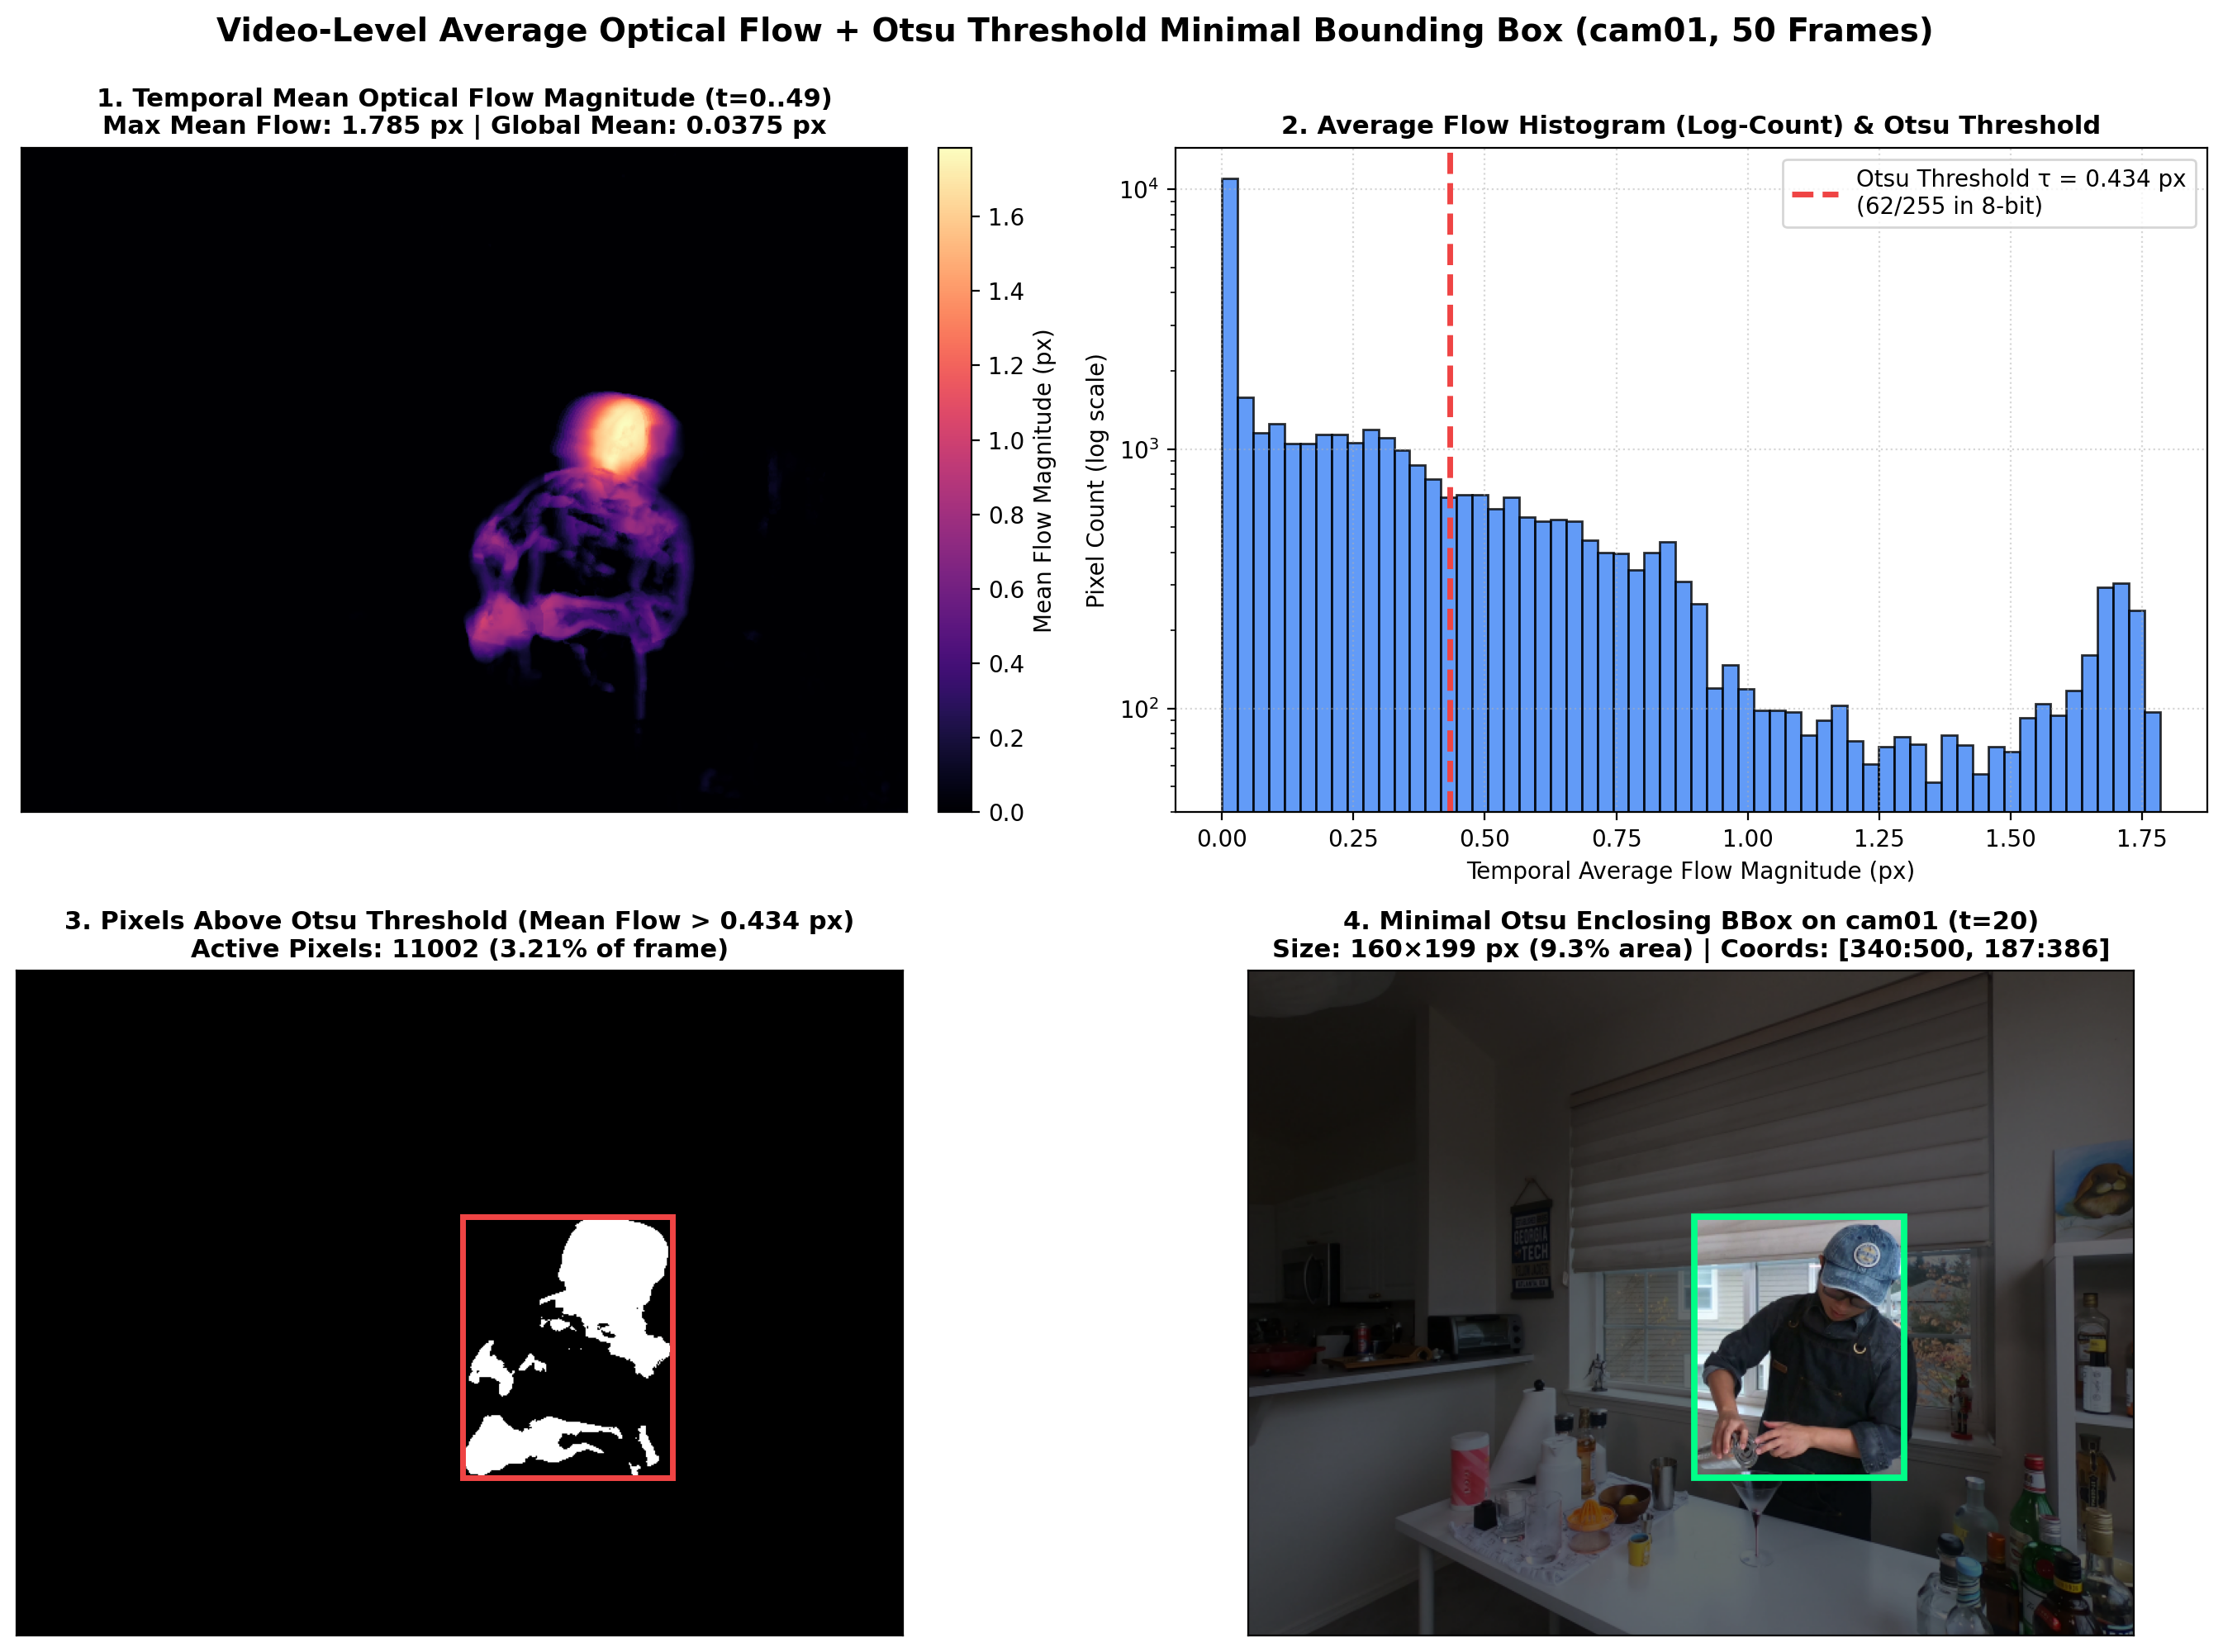 Video-Level Average Optical Flow + Otsu Threshold Minimal Bounding Box (cam01, 50 Frames)
1. Temporal Mean Optical Flow Magnitude (t=0..49)
Max Mean Flow: 1.785 px | Global Mean: 0.0375 px
1.6
1.4
1.2
1.0
0.8
0.6
0.4
0.2
0.0
Mean Flow Magnitude (px)
2. Average Flow Histogram (Log-Count) & Otsu Threshold
Otsu Threshold τ = 0.434 px
(62/255 in 8-bit)
10⁴
10³
10²
Pixel Count (log scale)
0.00 0.25 0.50 0.75 1.00 1.25 1.50 1.75
Temporal Average Flow Magnitude (px)
3. Pixels Above Otsu Threshold (Mean Flow > 0.434 px)
Active Pixels: 11002 (3.21% of frame)
4. Minimal Otsu Enclosing BBox on cam01 (t=20)
Size: 160×199 px (9.3% area) | Coords: [340:500, 187:386]
GEORGIA
TECH